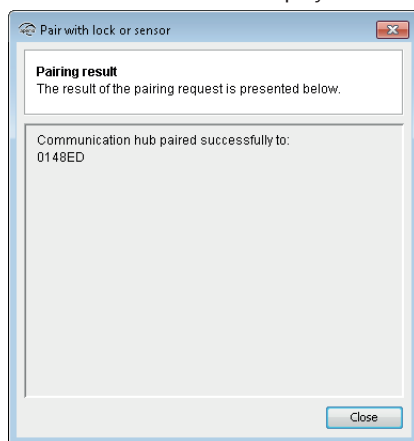 Pair with lock or sensor
Pairing result
The result of the pairing request is presented below.
Communication hub paired successfully to:
0148ED
Close